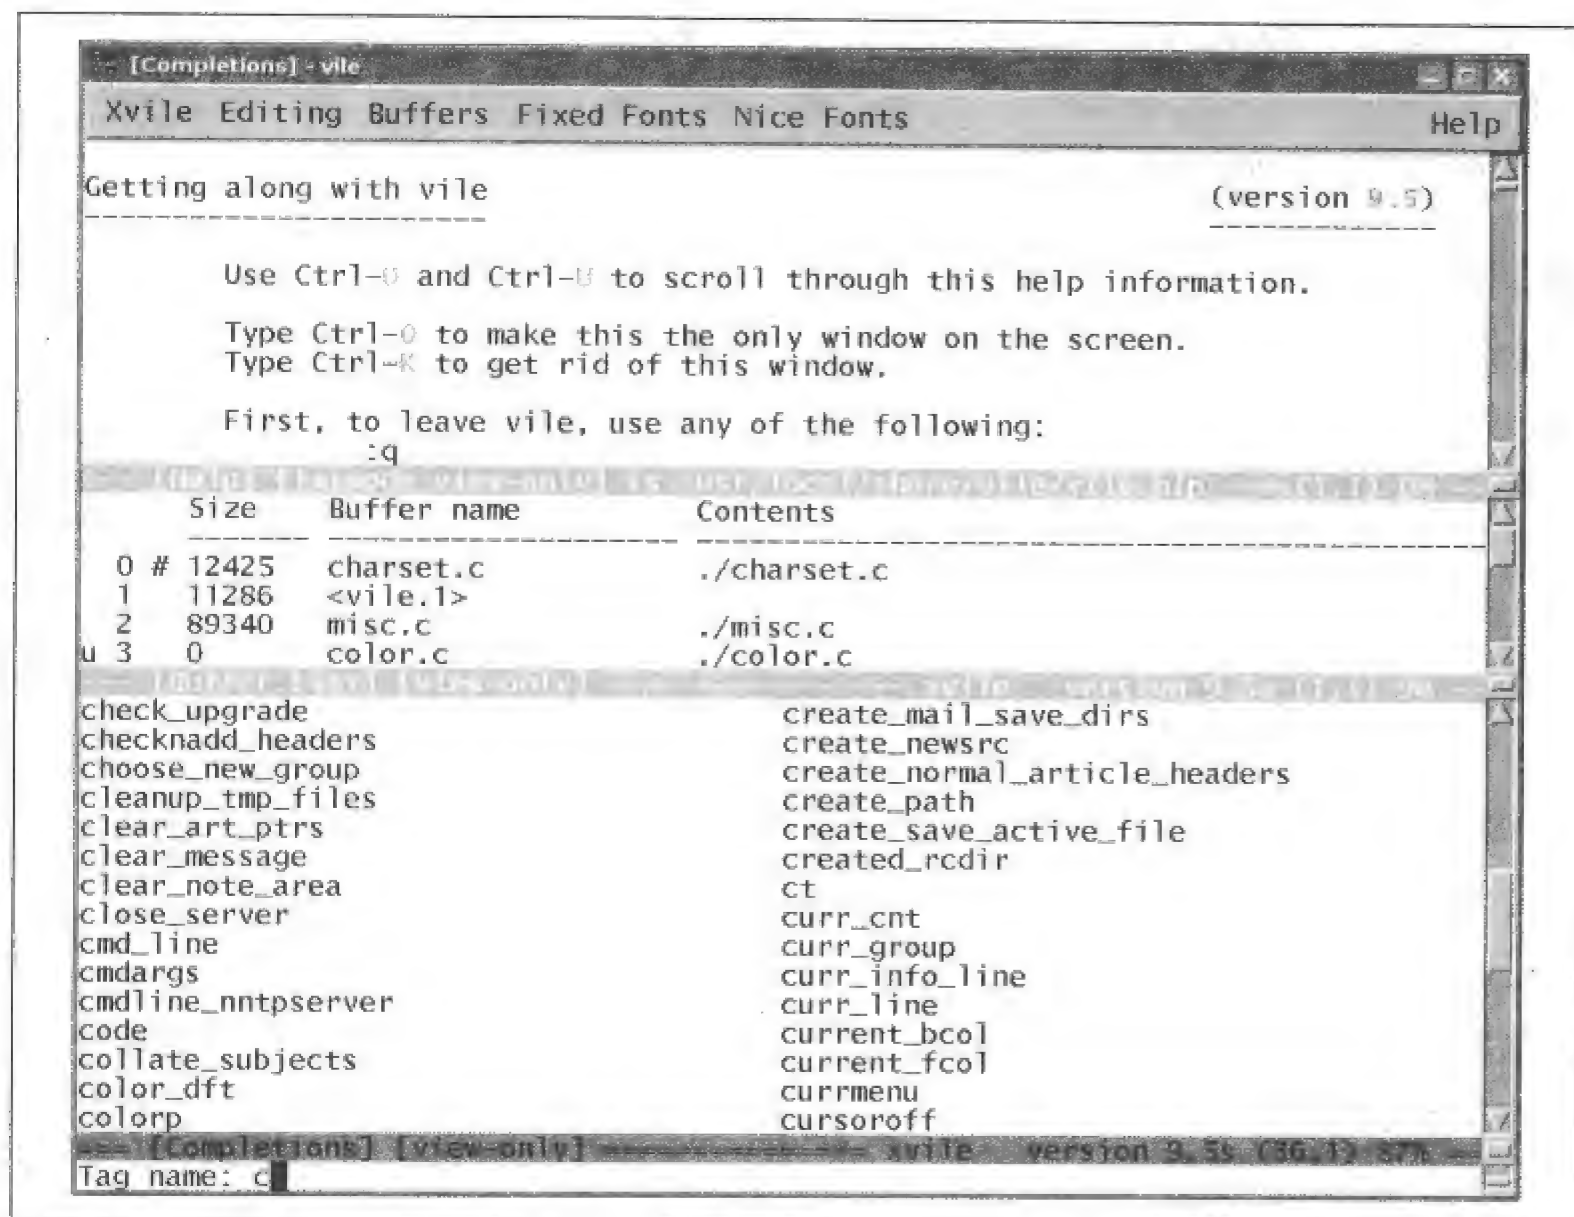 [Completions] - vile
Xvile Editing Buffers Fixed Fonts Nice Fonts Help
Getting along with vile (version 9.5)
----------------------- -------------
Use Ctrl- and Ctrl-U to scroll through this help information.
Type Ctrl-O to make this the only window on the screen.
Type Ctrl-K to get rid of this window.
First, to leave vile, use any of the following:
:q
Size Buffer name Contents
0 # 12425 charset.c ./charset.c
1 11286 <vile.1>
2 89340 misc.c ./misc.c
u 3 0 color.c ./color.c
check_upgrade create_mail_save_dirs
checknadd_headers create_newsrc
choose_new_group create_normal_article_headers
cleanup_tmp_files create_path
clear_art_ptrs create_save_active_file
clear_message created_rcdir
clear_note_area ct
close_server curr_cnt
cmd_line curr_group
cmdargs curr_info_line
cmdline_nntpserver curr_line
code current_bcol
collate_subjects current_fcol
color_dft currmenu
colorp cursoroff
=== [Completions] [view-only] ================ xvile version 9.5s (36,1) 87% ==
Tag name: c